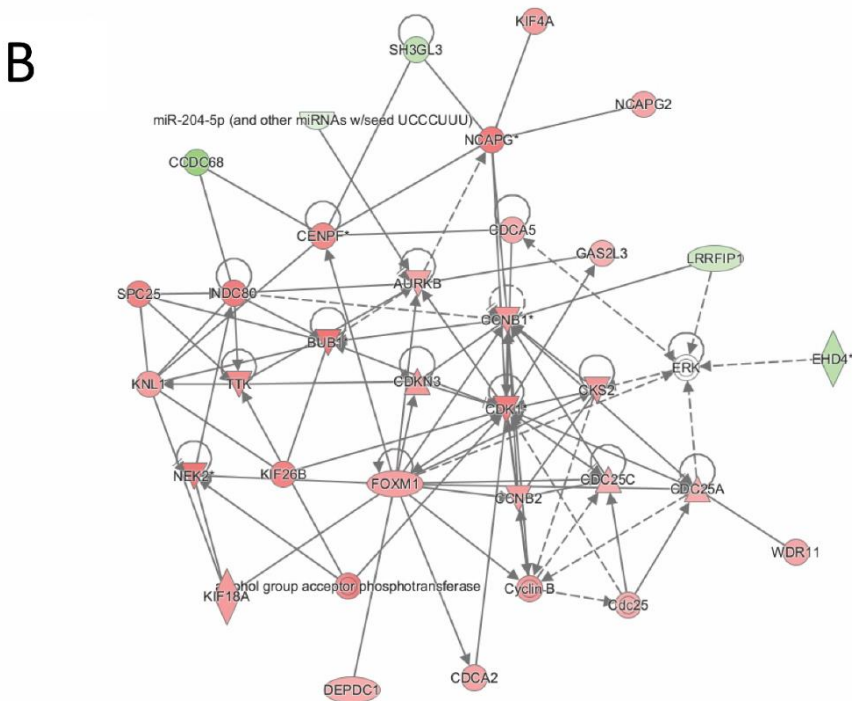 B
KIF4A
SH3GL3
NCAPG2
miR-204-5p (and other miRNAs w/seed UCCCUUU)
NCAPG*
CCDC68
CENPF*
CDCA5
GAS2L3
LRRFIP1
AURKB
SPC25
NDC80
CCNB1*
BUB1*
EHD4*
ERK
KNL1
TTK
CDKN3
CKS2
CDK1*
NEK2*
KIF26B
FOXM1
CDC25C
CCNB2
CDC25A
WDR11
alcohol group acceptor phosphotransferase
KIF18A
Cyclin B
Cdc25
CDCA2
DEPDC1